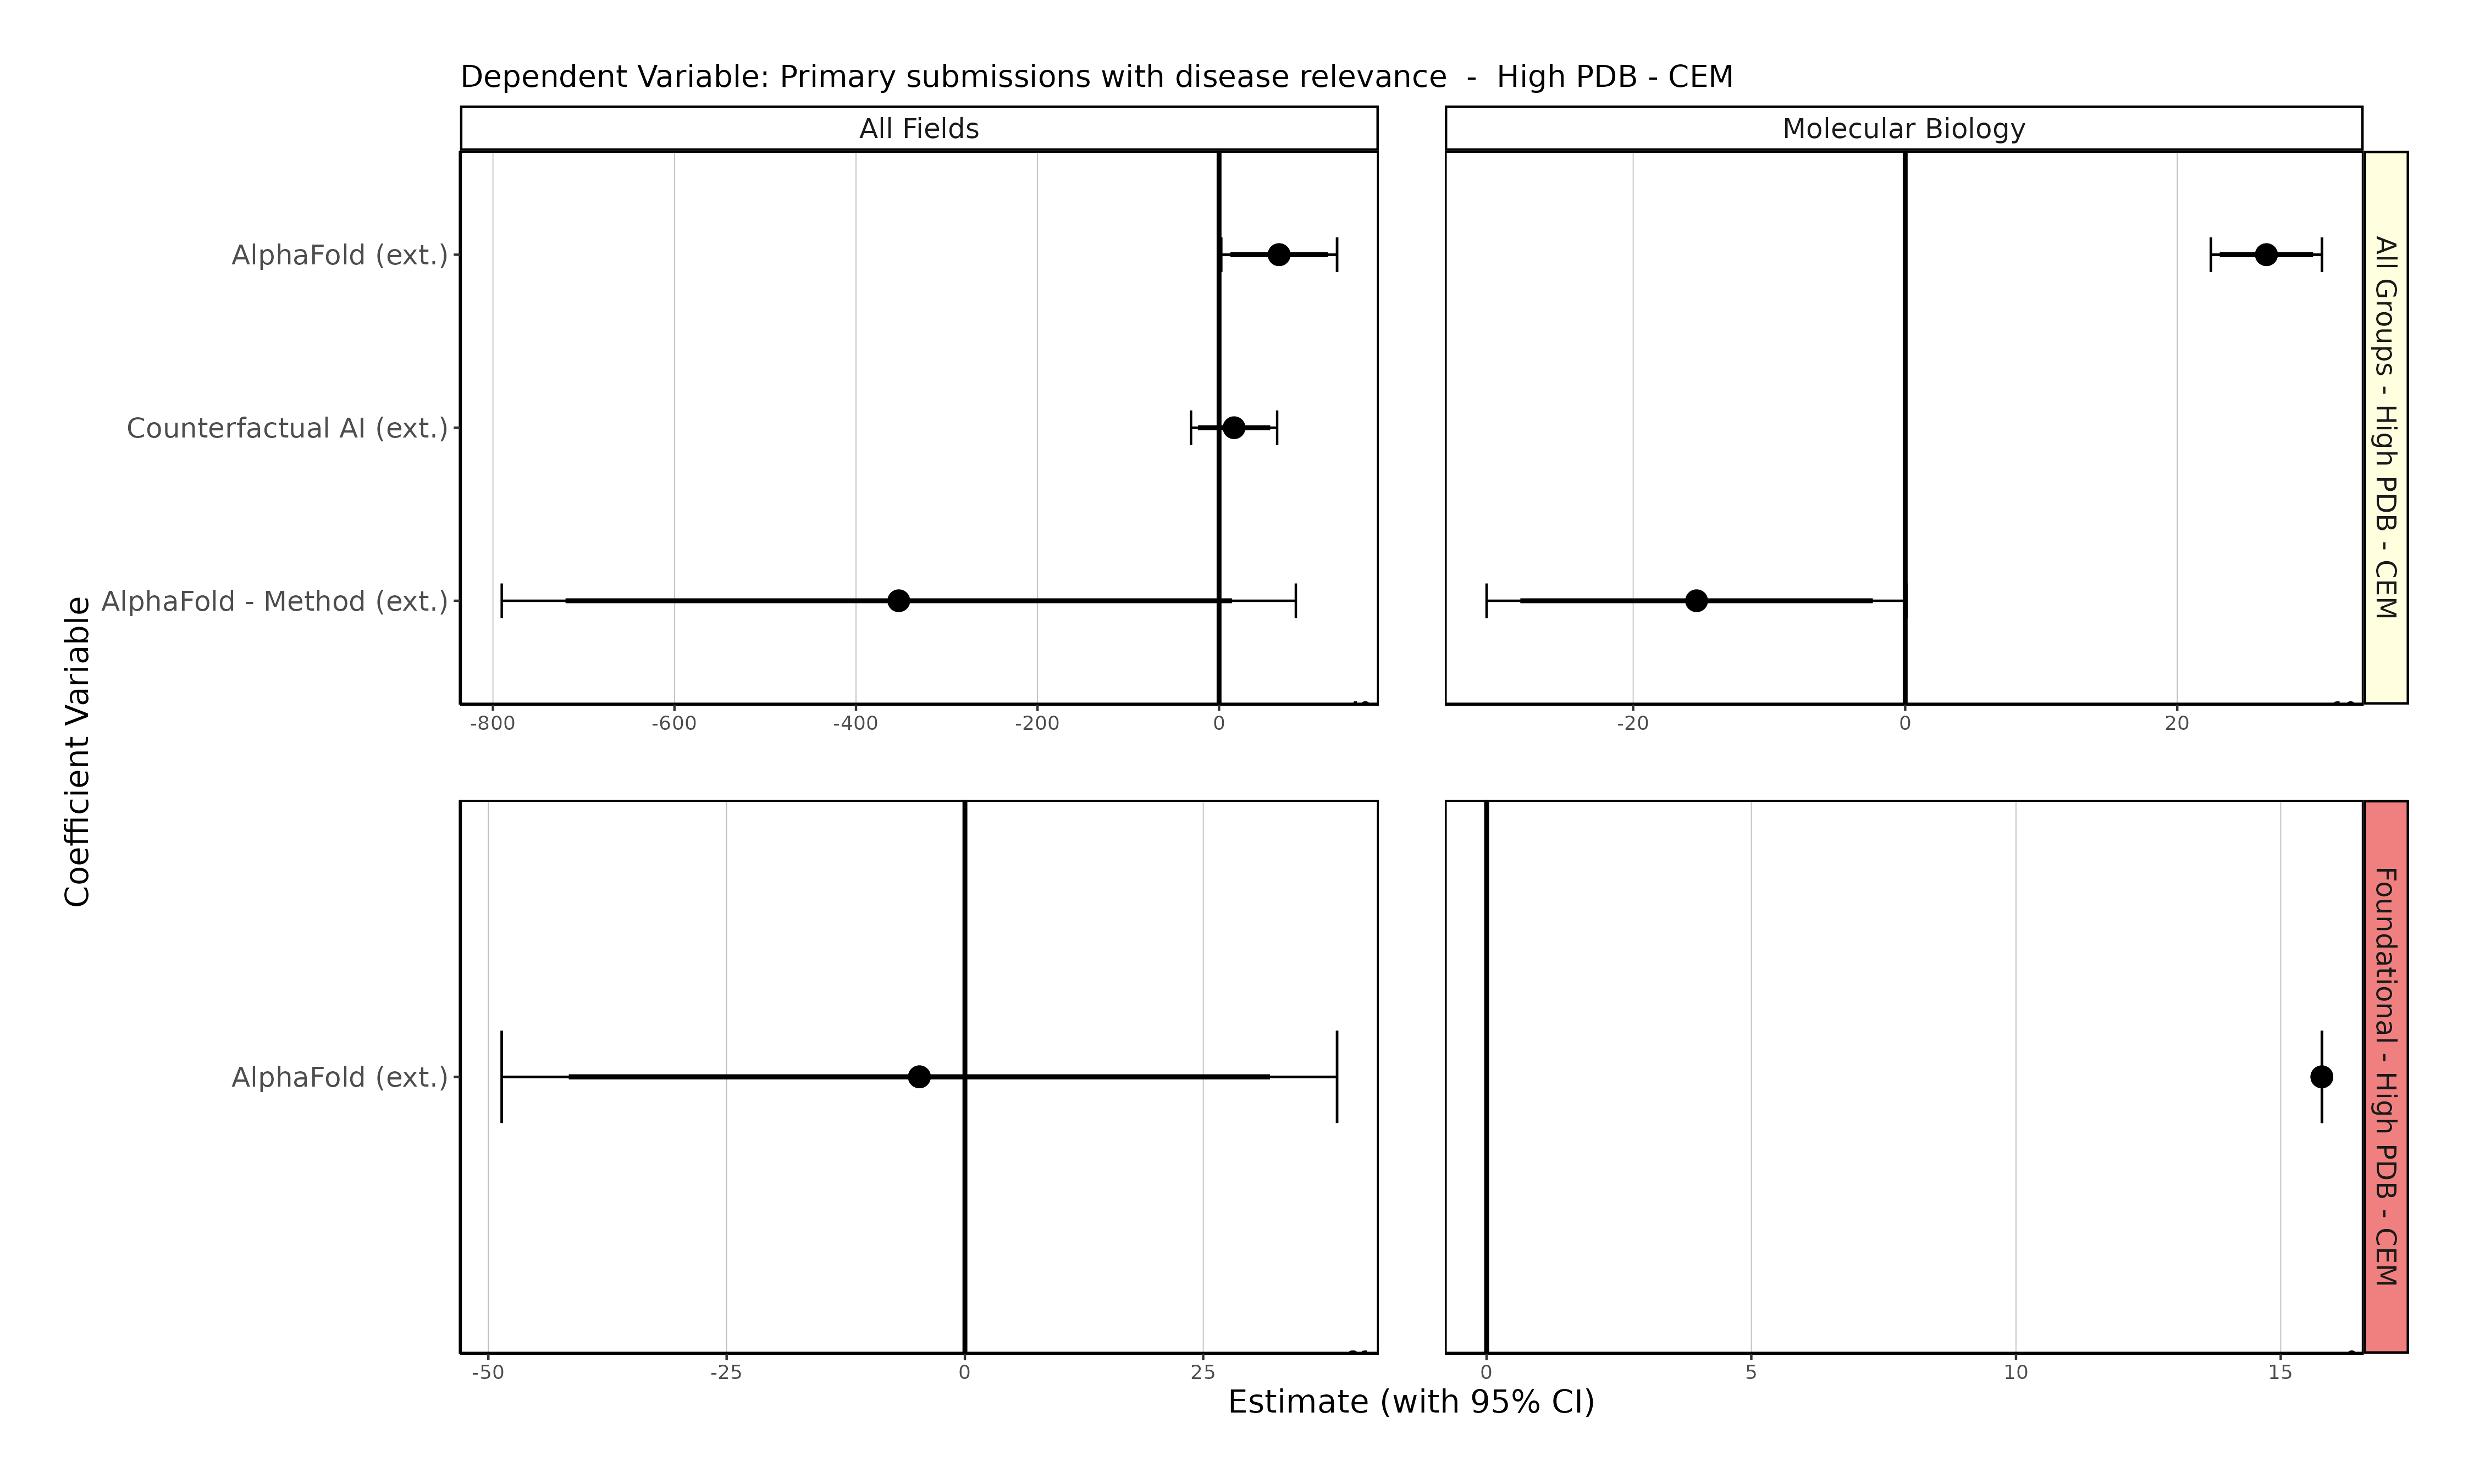 Dependent Variable: Primary submissions with disease relevance  -  High PDB - CEM
All Fields
Molecular Biology
AlphaFold (ext.)
Counterfactual AI (ext.)
AlphaFold - Method (ext.)
All Groups - High PDB - CEM
-800
-600
-400
-200
0
-20
0
20
Coefficient Variable
AlphaFold (ext.)
Foundational - High PDB - CEM
-50
-25
0
25
0
5
10
15
Estimate (with 95% CI)